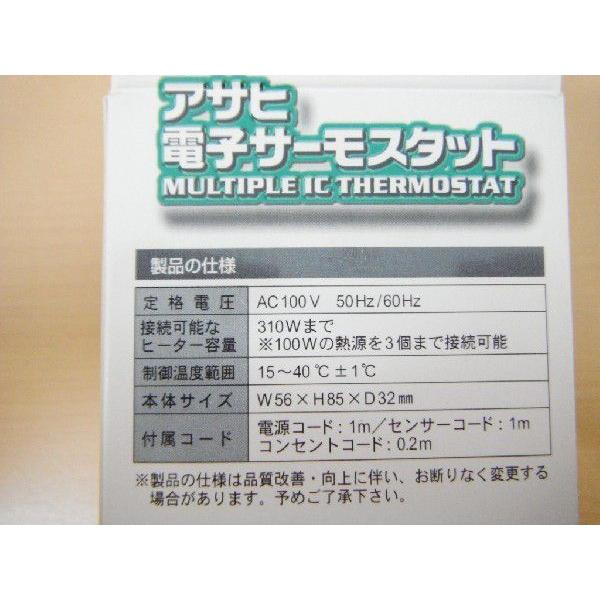 アサヒ
電子サーモスタット
MULTIPLE IC THERMOSTAT
製品の仕様
定格電圧 AC100V 50Hz/60Hz
接続可能な
ヒーター容量
310Wまで
※100Wの熱源を3個まで接続可能
制御温度範囲 15〜40℃±1℃
本体サイズ W56×H85×D32㎜
付属コード
電源コード：1m／センサーコード：1m
コンセントコード：0.2m
※製品の仕様は品質改善・向上に伴い、お断りなく変更する
場合があります。予めご了承下さい。